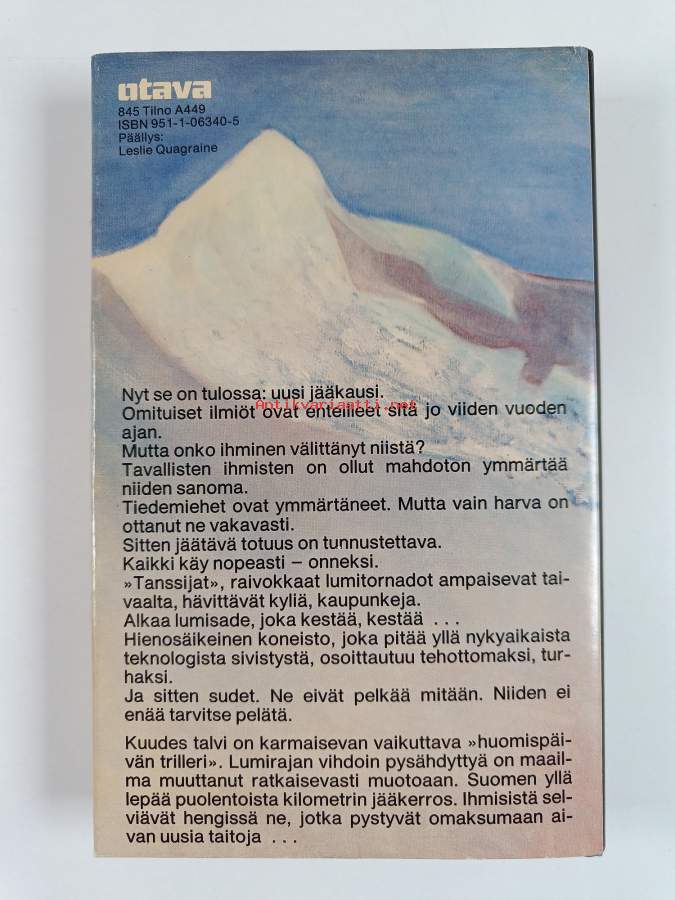 otava
845 Tilno A449
ISBN 951-1-06340-5
Päällys:
Leslie Quagraine
Nyt se on tulossa: uusi jääkausi.
Antikvariaatti.net
Omituiset ilmiöt ovat enteilleet sitä jo viiden vuoden
ajan.
Mutta onko ihminen välittänyt niistä?
Tavallisten ihmisten on ollut mahdoton ymmärtää
niiden sanoma.
Tiedemiehet ovat ymmärtäneet. Mutta vain harva on
ottanut ne vakavasti.
Sitten jäätävä totuus on tunnustettava.
Kaikki käy nopeasti – onneksi.
»Tanssijat», raivokkaat lumitornadot ampaisevat tai-
vaalta, hävittävät kyliä, kaupunkeja.
Alkaa lumisade, joka kestää, kestää . . .
Hienosäikeinen koneisto, joka pitää yllä nykyaikaista
teknologista sivistystä, osoittautuu tehottomaksi, tur-
haksi.
Ja sitten sudet. Ne eivät pelkää mitään. Niiden ei
enää tarvitse pelätä.
Kuudes talvi on karmaisevan vaikuttava »huomispäi-
vän trilleri». Lumirajan vihdoin pysähdyttyä on maail-
ma muuttanut ratkaisevasti muotoaan. Suomen yllä
lepää puolentoista kilometrin jääkerros. Ihmisistä sel-
viävät hengissä ne, jotka pystyvät omaksumaan ai-
van uusia taitoja . . .